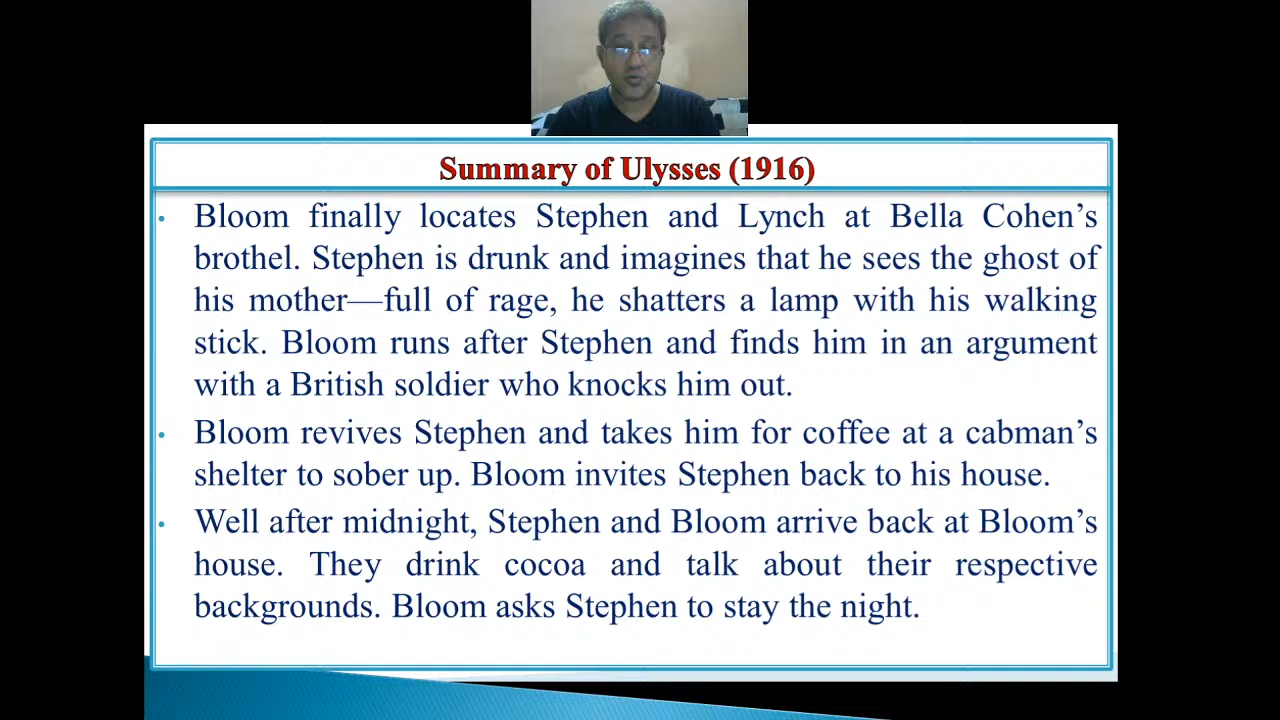 Summary of Ulysses (1916)
• Bloom finally locates Stephen and Lynch at Bella Cohen’s
brothel. Stephen is drunk and imagines that he sees the ghost of
his mother—full of rage, he shatters a lamp with his walking
stick. Bloom runs after Stephen and finds him in an argument
with a British soldier who knocks him out.
• Bloom revives Stephen and takes him for coffee at a cabman’s
shelter to sober up. Bloom invites Stephen back to his house.
• Well after midnight, Stephen and Bloom arrive back at Bloom’s
house. They drink cocoa and talk about their respective
backgrounds. Bloom asks Stephen to stay the night.